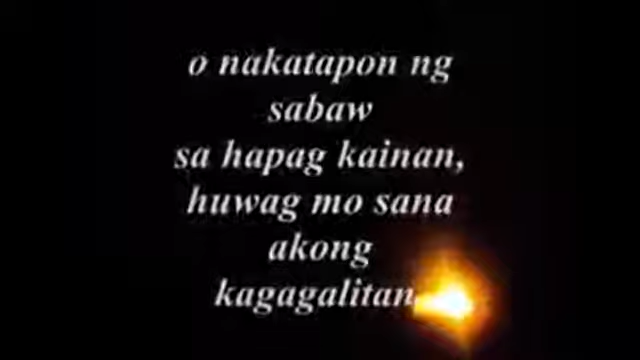 o nakatapon ng
sabaw
sa hapag kainan,
huwag mo sana
akong
kagagalitan